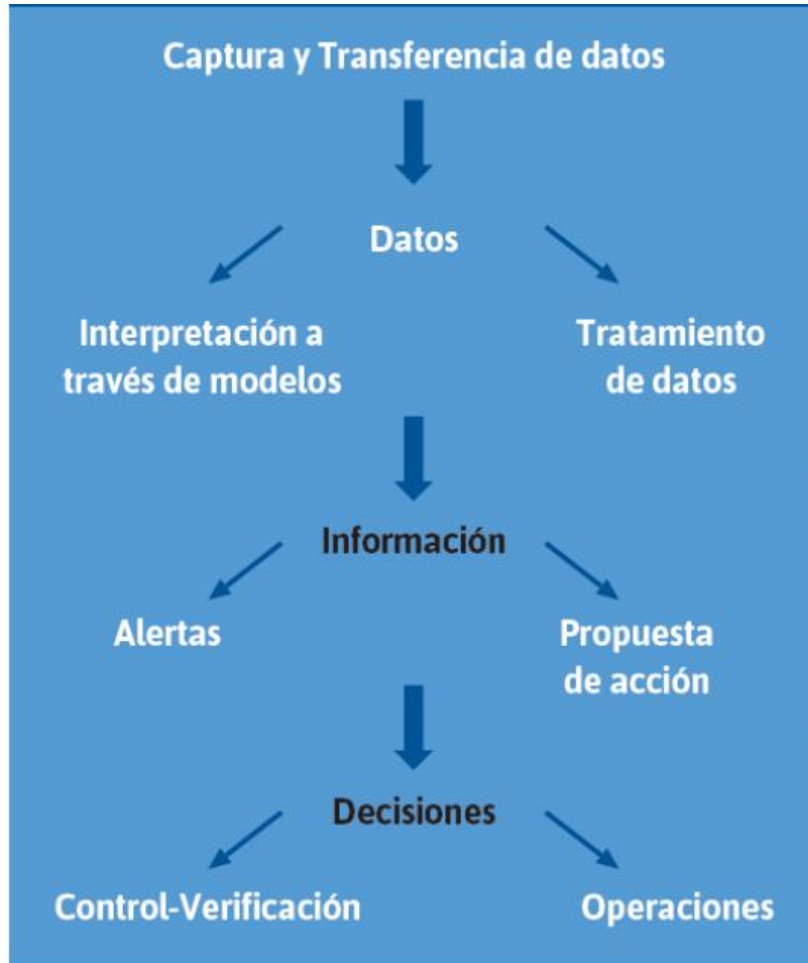 Captura y Transferencia de datos
Datos
Interpretación a
través de modelos
Tratamiento
de datos
Información
Alertas
Propuesta
de acción
Decisiones
Control-Verificación
Operaciones